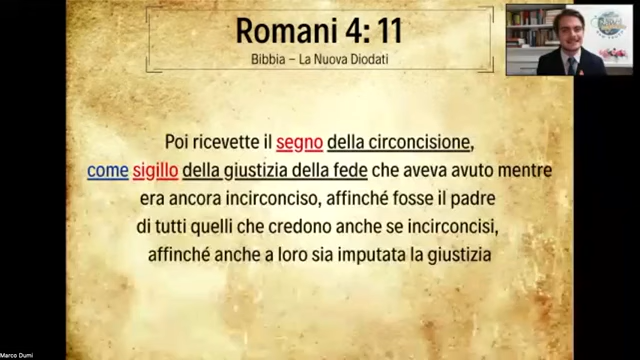 Romani 4: 11
Bibbia – La Nuova Diodati
Poi ricevette il segno della circoncisione,
come sigillo della giustizia della fede che aveva avuto mentre
era ancora incirconciso, affinché fosse il padre
di tutti quelli che credono anche se incirconcisi,
affinché anche a loro sia imputata la giustizia
Marco Dumi